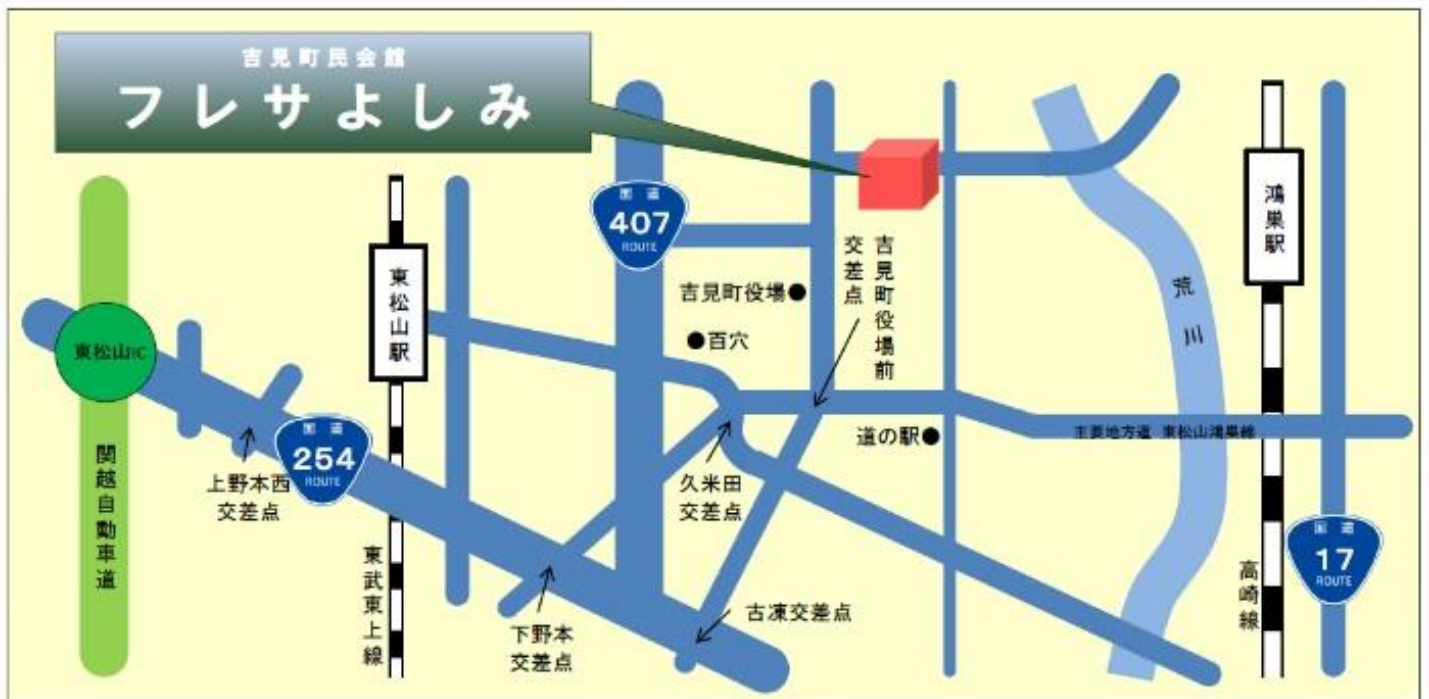 吉見町民会館
フレサよしみ
国道
407
ROUTE
鴻巣駅
東松山駅
吉見町役場前
交差点
吉見町役場●
●百穴
荒川
東松山IC
国道
254
ROUTE
上野本西
交差点
久米田
交差点
道の駅●
主要地方道 東松山鴻巣線
関越自動車道
東武東上線
下野本
交差点
古凍交差点
高崎線
国道
17
ROUTE